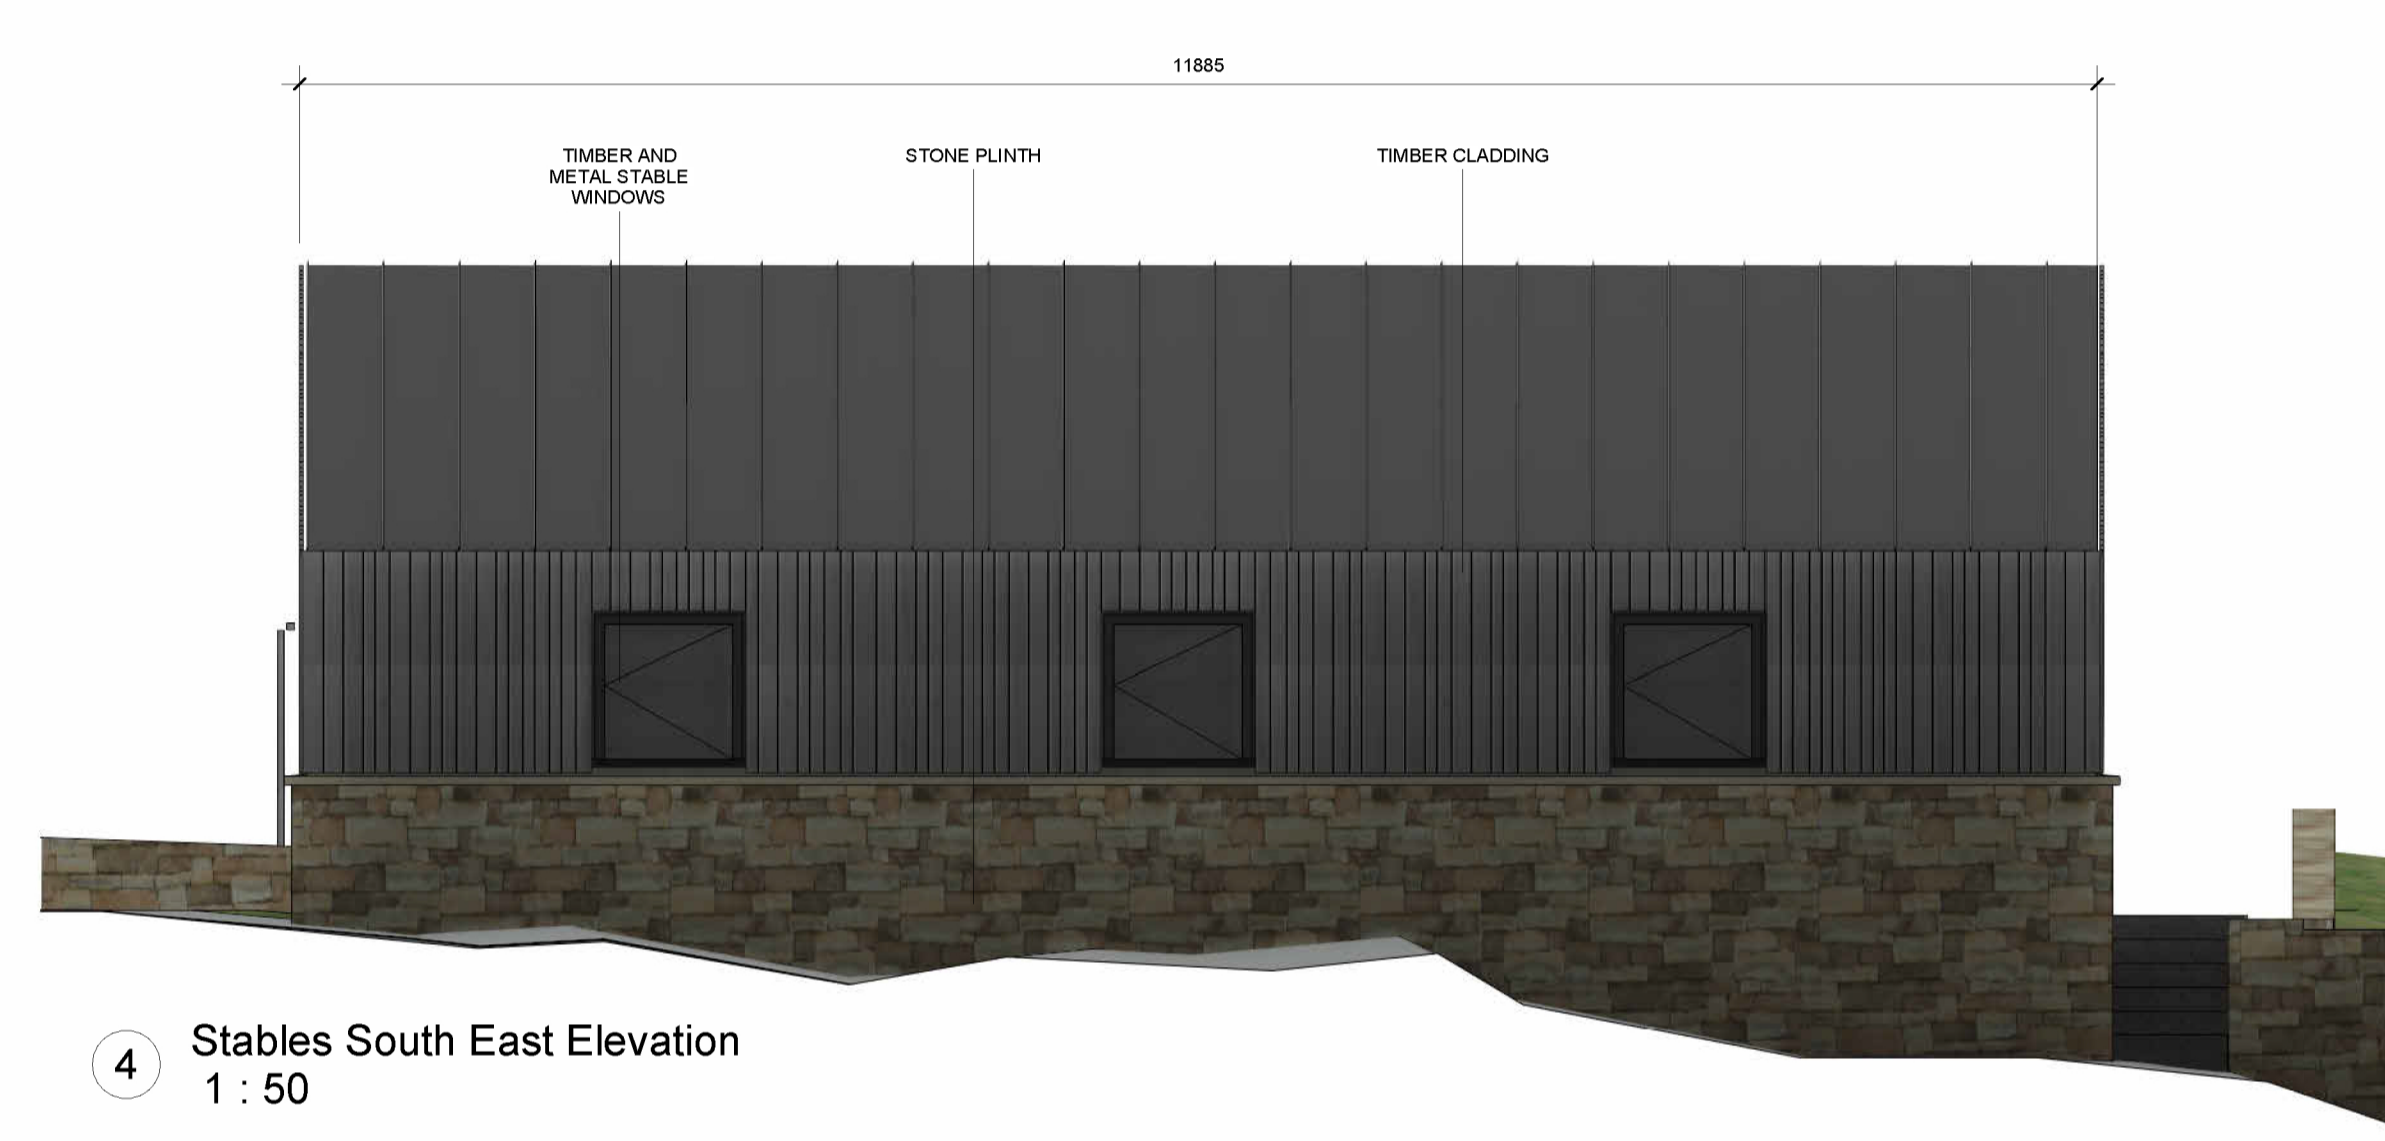 11885
TIMBER AND
METAL STABLE
WINDOWS
STONE PLINTH
TIMBER CLADDING
4
Stables South East Elevation
1 : 50